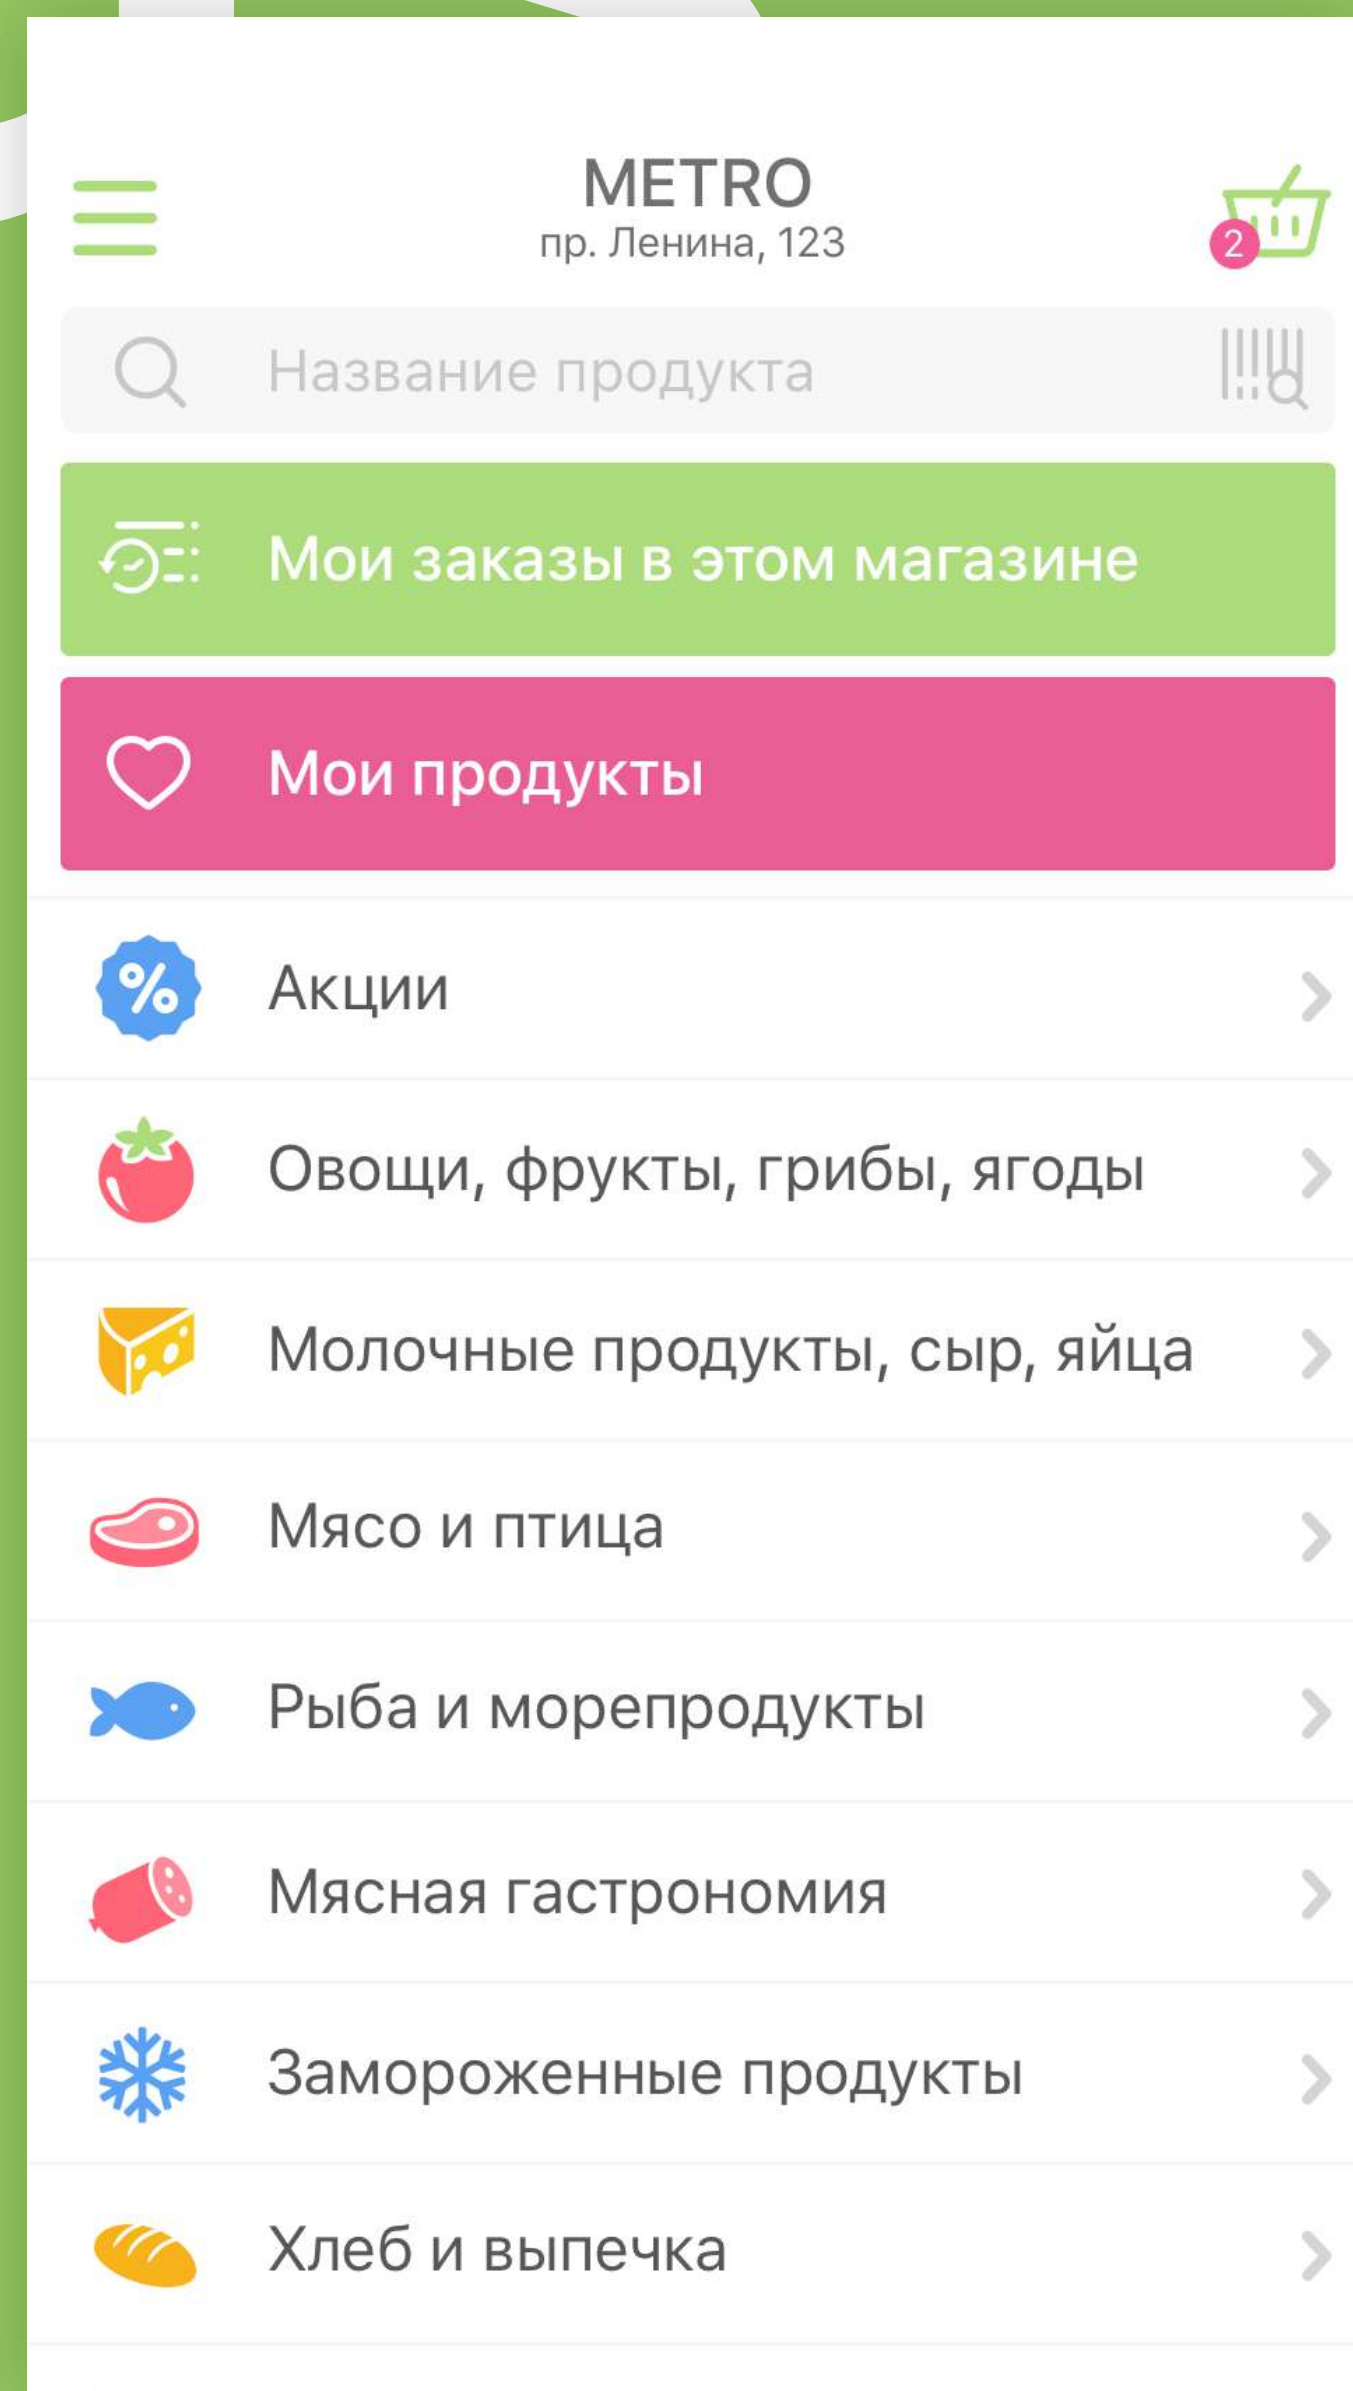 METRO
пр. Ленина, 123
2
Название продукта
Мои заказы в этом магазине
Мои продукты
%
Акции
Овощи, фрукты, грибы, ягоды
Молочные продукты, сыр, яйца
Мясо и птица
Рыба и морепродукты
Мясная гастрономия
Замороженные продукты
Хлеб и выпечка